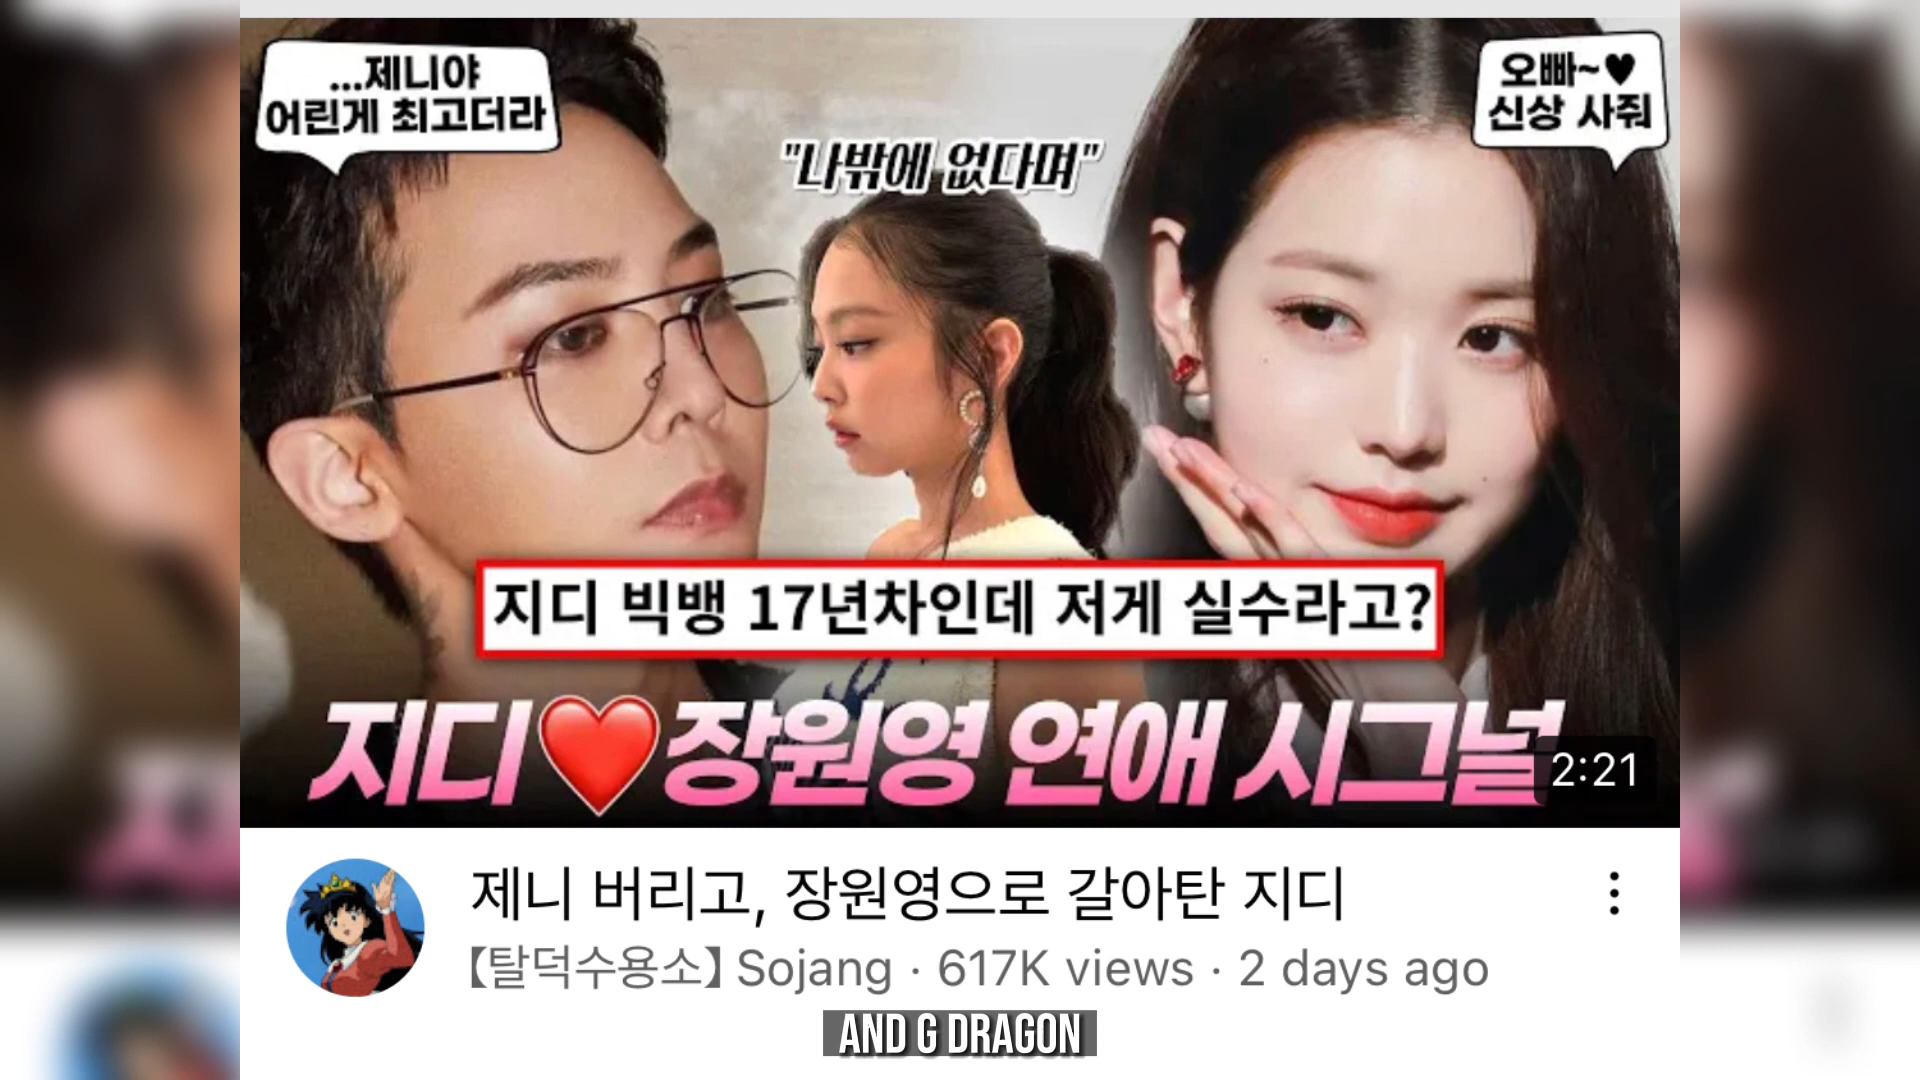 ...제니야
어린게 최고더라
오빠~♥
신상 사줘
"나밖에 없다며"
지디 빅뱅 17년차인데 저게 실수라고?
지디❤️장원영 연애 시그널
2:21
제니 버리고, 장원영으로 갈아탄 지디
【탈덕수용소】 Sojang · 617K views · 2 days ago
AND G DRAGON